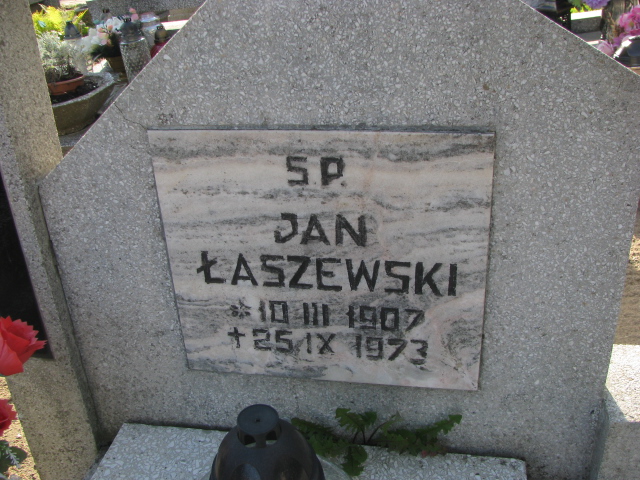 S P.
JAN
ŁASZEWSKI
* 10 III 1907
† 25 IX 1973